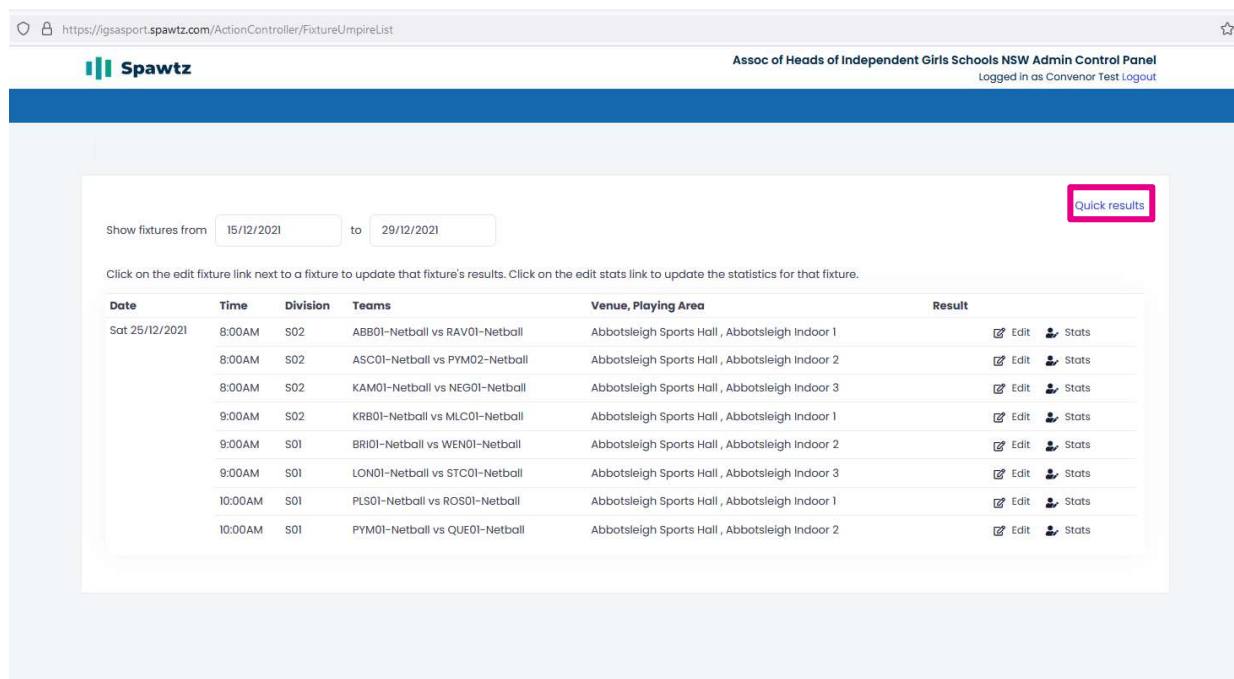 https://igsasport.spawtz.com/ActionController/FixtureUmpireList
Spawtz
Assoc of Heads of Independent Girls Schools NSW Admin Control Panel
Logged in as Convenor Test Logout
Quick results
Show fixtures from 15/12/2021 to 29/12/2021
Click on the edit fixture link next to a fixture to update that fixture's results. Click on the edit stats link to update the statistics for that fixture.
Date Time Division Teams Venue, Playing Area Result
Sat 25/12/2021 8:00AM S02 ABB01-Netball vs RAV01-Netball Abbotsleigh Sports Hall , Abbotsleigh Indoor 1 Edit Stats
8:00AM S02 ASC01-Netball vs PYM02-Netball Abbotsleigh Sports Hall , Abbotsleigh Indoor 2 Edit Stats
8:00AM S02 KAM01-Netball vs NEG01-Netball Abbotsleigh Sports Hall , Abbotsleigh Indoor 3 Edit Stats
9:00AM S02 KRB01-Netball vs MLC01-Netball Abbotsleigh Sports Hall , Abbotsleigh Indoor 1 Edit Stats
9:00AM S01 BRI01-Netball vs WEN01-Netball Abbotsleigh Sports Hall , Abbotsleigh Indoor 2 Edit Stats
9:00AM S01 LON01-Netball vs STC01-Netball Abbotsleigh Sports Hall , Abbotsleigh Indoor 3 Edit Stats
10:00AM S01 PLS01-Netball vs ROS01-Netball Abbotsleigh Sports Hall , Abbotsleigh Indoor 1 Edit Stats
10:00AM S01 PYM01-Netball vs QUE01-Netball Abbotsleigh Sports Hall , Abbotsleigh Indoor 2 Edit Stats